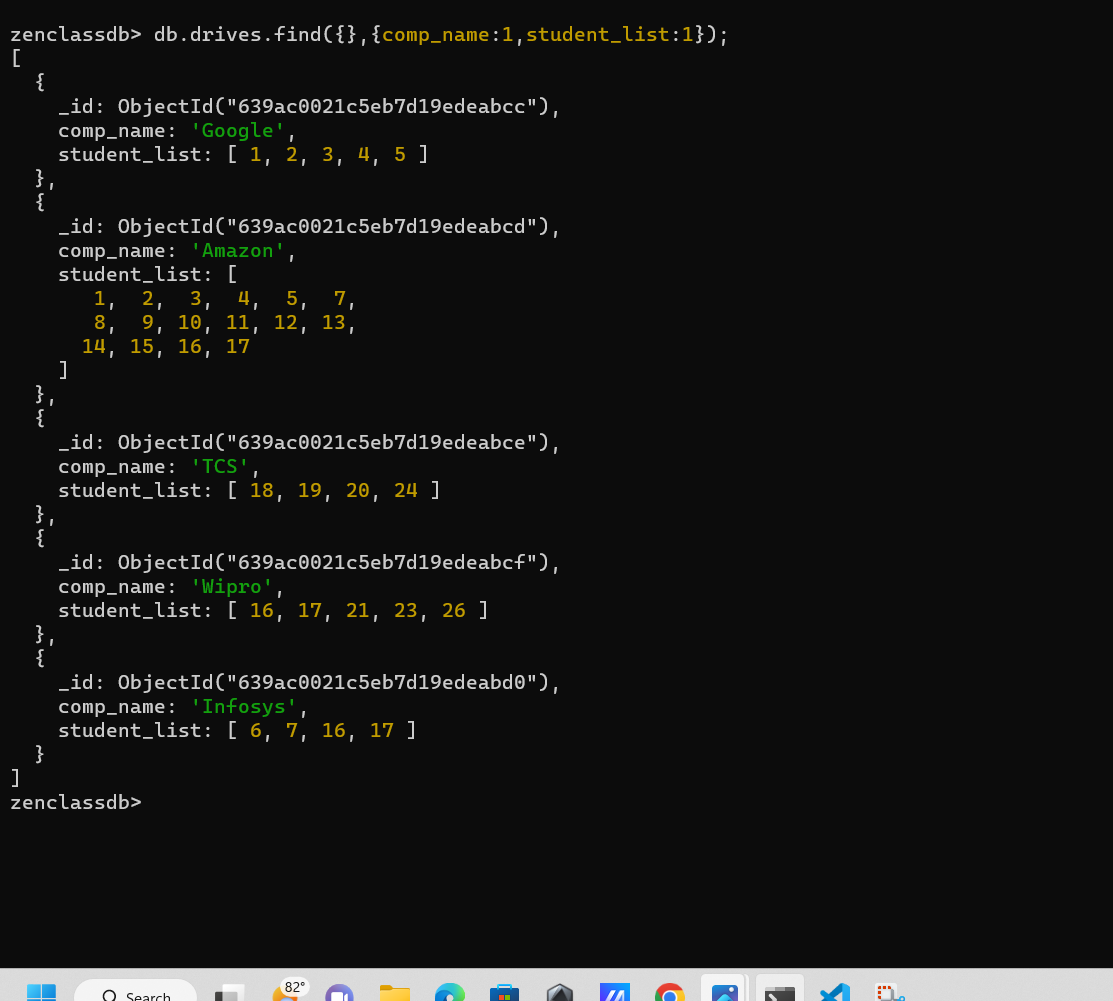 zenclassdb> db.drives.find({},{comp_name:1,student_list:1});
[
  {
    _id: ObjectId("639ac0021c5eb7d19edeabcc"),
    comp_name: 'Google',
    student_list: [ 1, 2, 3, 4, 5 ]
  },
  {
    _id: ObjectId("639ac0021c5eb7d19edeabcd"),
    comp_name: 'Amazon',
    student_list: [
       1,  2,  3,  4,  5,  7,
       8,  9, 10, 11, 12, 13,
      14, 15, 16, 17
    ]
  },
  {
    _id: ObjectId("639ac0021c5eb7d19edeabce"),
    comp_name: 'TCS',
    student_list: [ 18, 19, 20, 24 ]
  },
  {
    _id: ObjectId("639ac0021c5eb7d19edeabcf"),
    comp_name: 'Wipro',
    student_list: [ 16, 17, 21, 23, 26 ]
  },
  {
    _id: ObjectId("639ac0021c5eb7d19edeabd0"),
    comp_name: 'Infosys',
    student_list: [ 6, 7, 16, 17 ]
  }
]
zenclassdb>
82°
Search